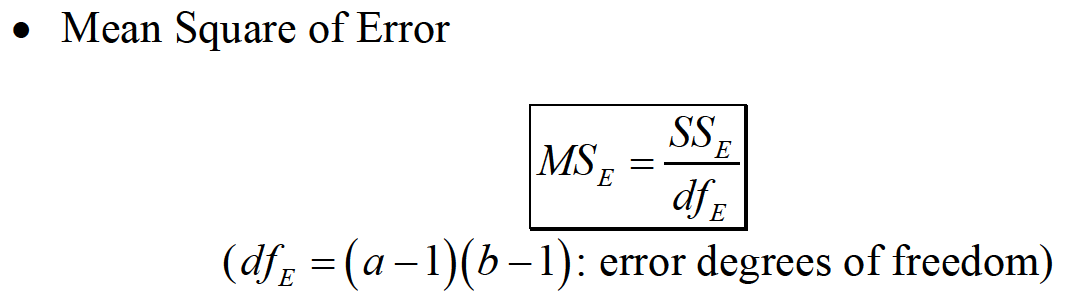 • Mean Square of Error
MS_E = SS_E / df_E
(df_E = (a − 1)(b − 1): error degrees of freedom)